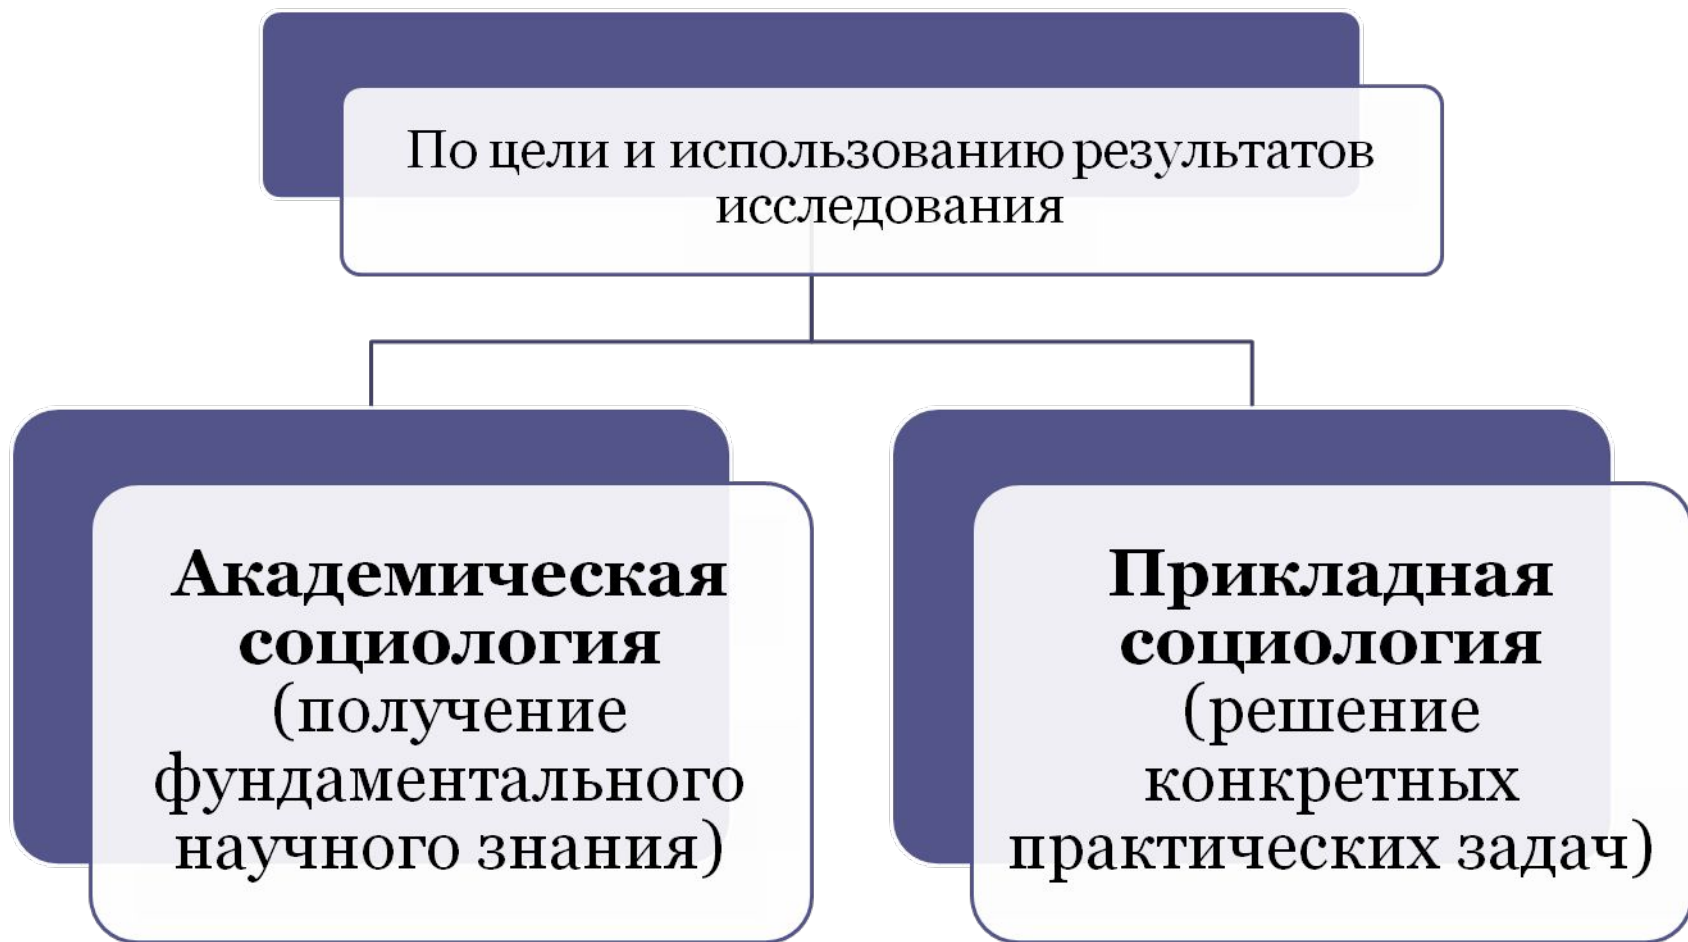 По цели и использованию результатов
исследования
Академическая
социология
(получение
фундаментального
научного знания)
Прикладная
социология
(решение
конкретных
практических задач)